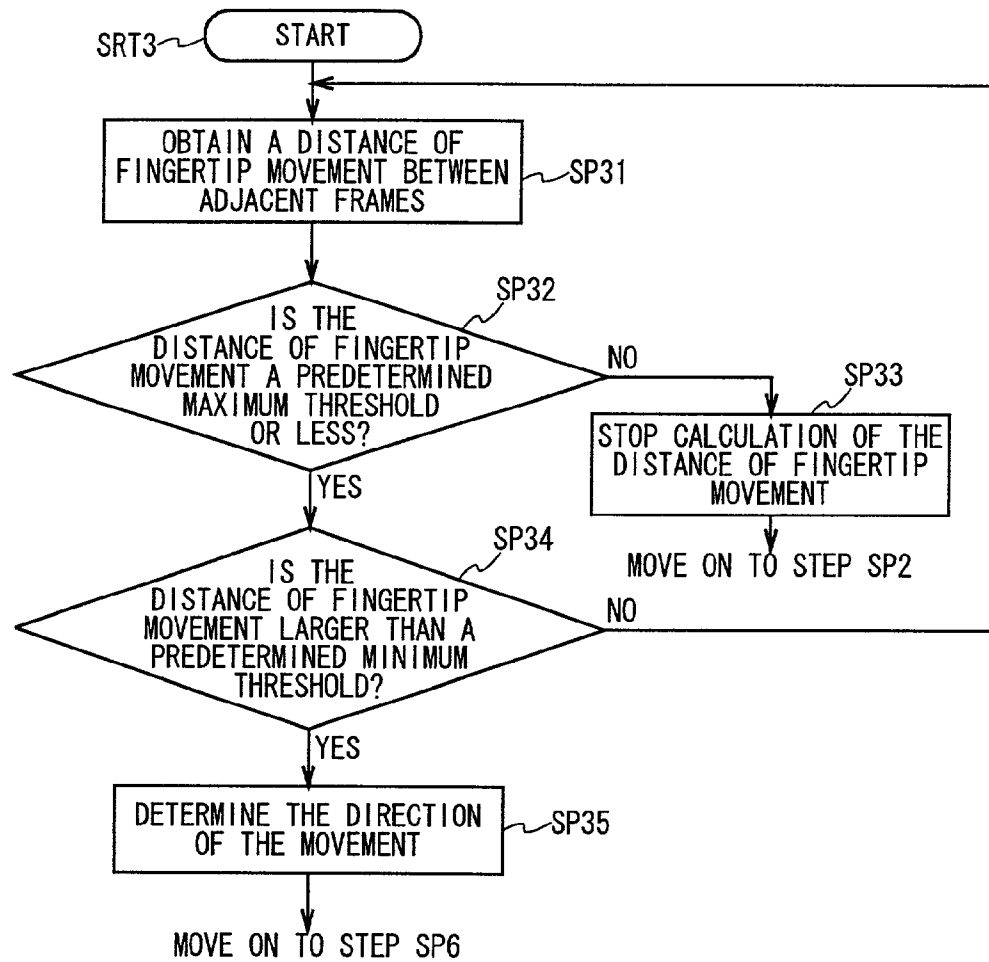 SRT3
START
OBTAIN A DISTANCE OF
FINGERTIP MOVEMENT BETWEEN
ADJACENT FRAMES
SP31
SP32
IS THE
DISTANCE OF FINGERTIP
MOVEMENT A PREDETERMINED
MAXIMUM THRESHOLD
OR LESS?
NO
YES
SP33
STOP CALCULATION OF THE
DISTANCE OF FINGERTIP
MOVEMENT
MOVE ON TO STEP SP2
SP34
IS THE
DISTANCE OF FINGERTIP
MOVEMENT LARGER THAN A
PREDETERMINED MINIMUM
THRESHOLD?
NO
YES
DETERMINE THE DIRECTION
OF THE MOVEMENT
SP35
MOVE ON TO STEP SP6